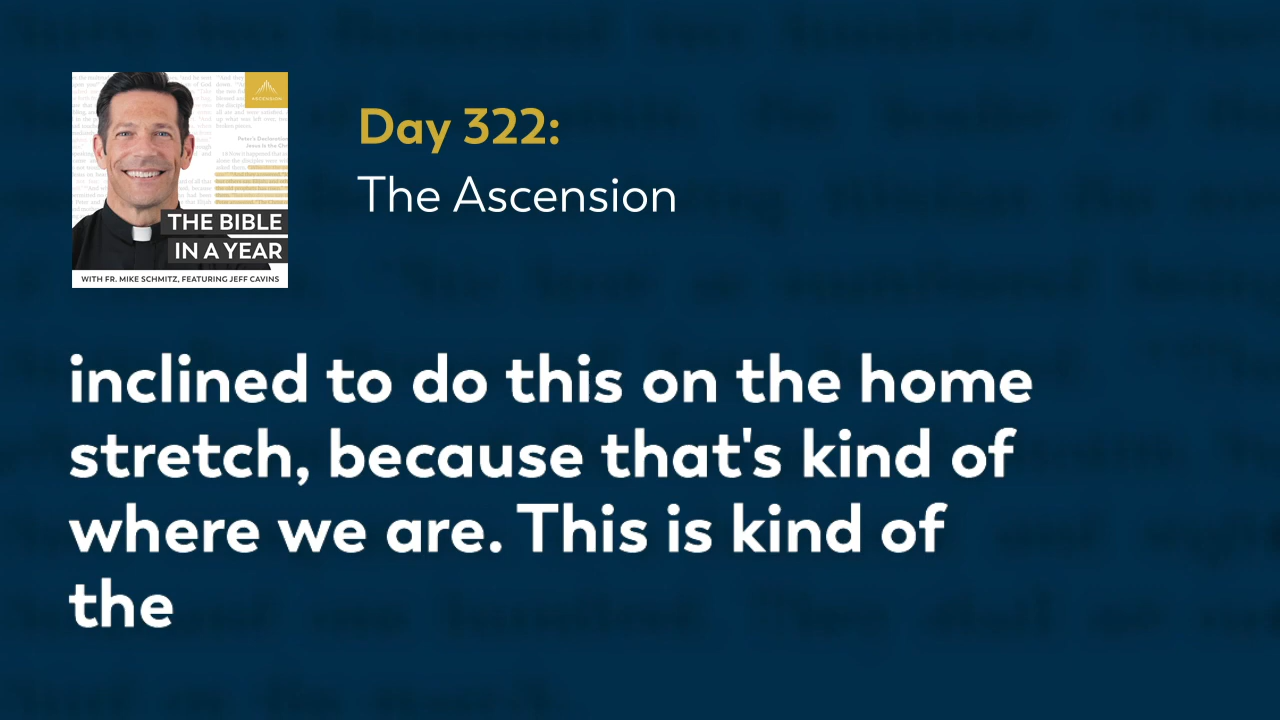 Day 322:
The Ascension
ASCENSION
THE BIBLE
IN A YEAR
WITH FR. MIKE SCHMITZ, FEATURING JEFF CAVINS
inclined to do this on the home
stretch, because that's kind of
where we are. This is kind of
the